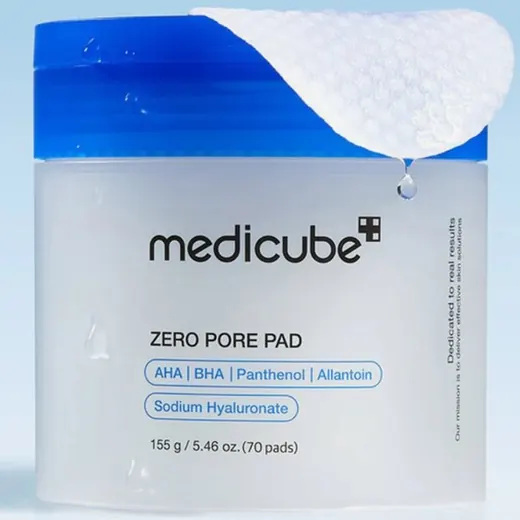 medicube
ZERO PORE PAD
AHA | BHA | Panthenol | Allantoin
Sodium Hyaluronate
155 g / 5.46 oz. (70 pads)
Dedicated to real results
Our mission is to deliver effective skin solutions